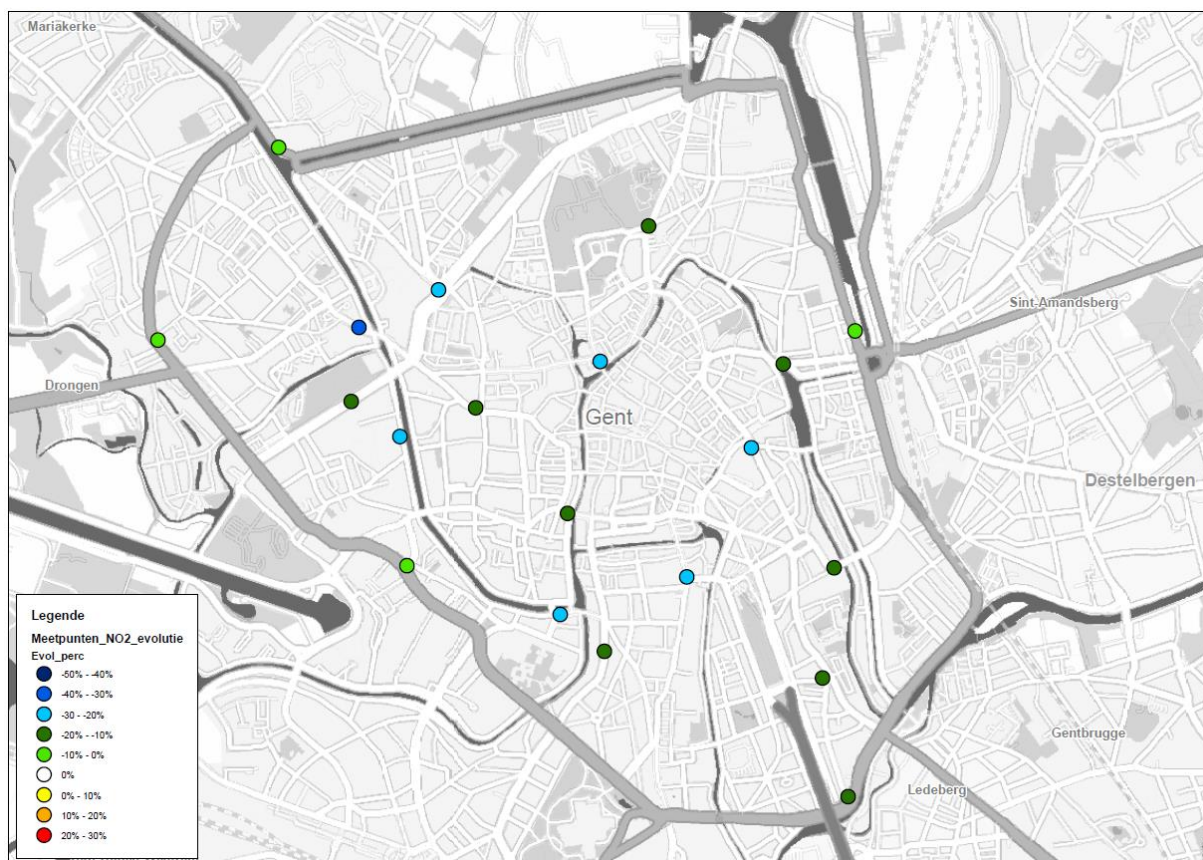 Mariakerke
Sint-Amandsberg
Drongen
Gent
Destelbergen
Gentbrugge
Ledeberg
Legende
Meetpunten_NO2_evolutie
Evol_perc
-50% - -40%
-40% - -30%
-30 - -20%
-20% - -10%
-10% - 0%
0%
0% - 10%
10% - 20%
20% - 30%